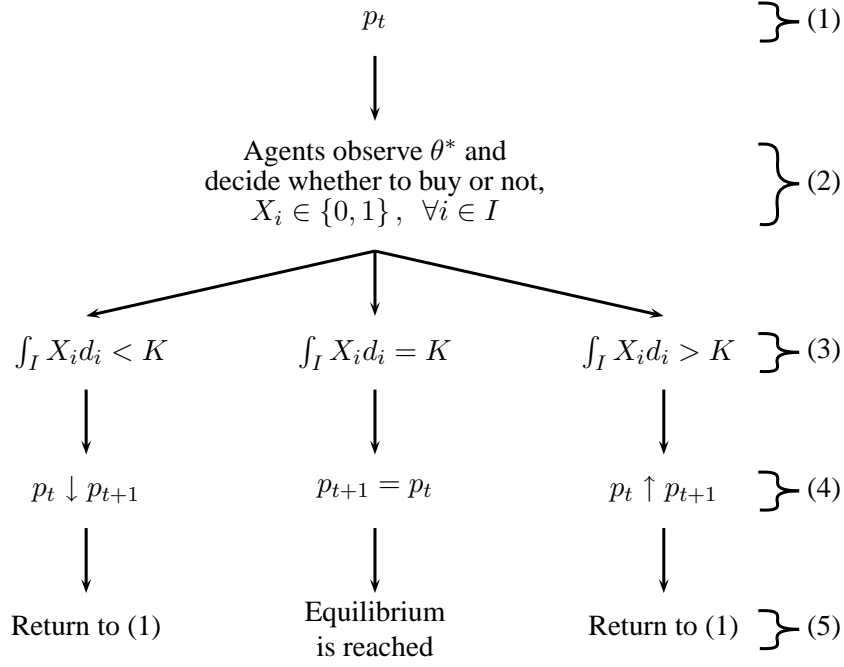 p_t (1)
Agents observe θ* and
decide whether to buy or not, (2)
X_i ∈ {0, 1}, ∀i ∈ I
∫_I X_i d_i < K ∫_I X_i d_i = K ∫_I X_i d_i > K (3)
p_t ↓ p_{t+1} p_{t+1} = p_t p_t ↑ p_{t+1} (4)
Return to (1) Equilibrium is reached Return to (1) (5)